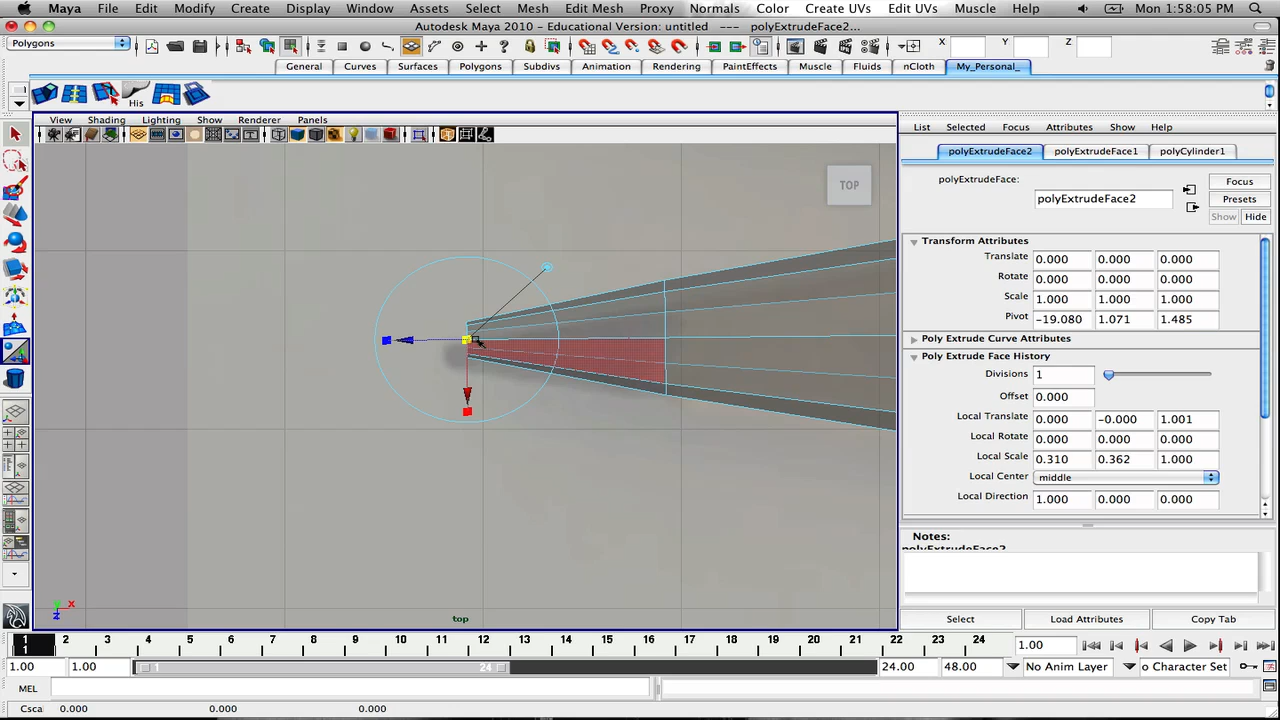 Maya File Edit Modify Create Display Window Assets Select Mesh Edit Mesh Proxy Normals Color Create UVs Edit UVs Muscle Help 1:58:05 PM
Autodesk Maya 2010 - Educational Version: untitled --- polyExtrudeFace2...
Polygons X Y Z
General Curves Surfaces Polygons Subdivs Animation Rendering PaintEffects Muscle Fluids nCloth My_Personal_
His
View Shading Lighting Show Renderer Panels
List Selected Focus Attributes Show Help
polyExtrudeFace2 polyExtrudeFace1 polyCylinder1
TOP
polyExtrudeFace: polyExtrudeFace2
Focus
Presets
Show Hide
Transform Attributes
Translate 0.000 0.000 0.000
Rotate 0.000 0.000 0.000
Scale 1.000 1.000 1.000
Pivot -19.080 1.071 1.485
Poly Extrude Curve Attributes
Poly Extrude Face History
Divisions 1
Offset 0.000
Local Translate 0.000 -0.000 1.001
Local Rotate 0.000 0.000 0.000
Local Scale 0.310 0.362 1.000
Local Center middle
Local Direction 1.000 0.000 0.000
Notes:
polyExtrudeFace2
Y X
Z
top
Select Load Attributes Copy Tab
1 2 3 4 5 6 7 8 9 10 11 12 13 14 15 16 17 18 19 20 21 22 23 24 1.00
1
1.00 1.00 1 24 24.00 48.00 No Anim Layer o Character Set
MEL
Csca 0.000 0.000 0.000